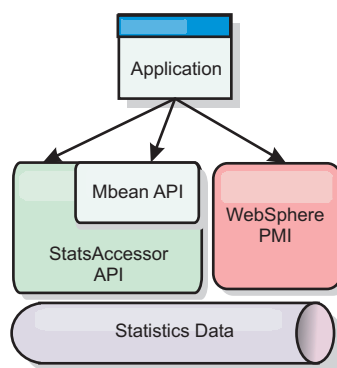 Application
Mbean API
StatsAccessor
API
WebSphere
PMI
Statistics Data